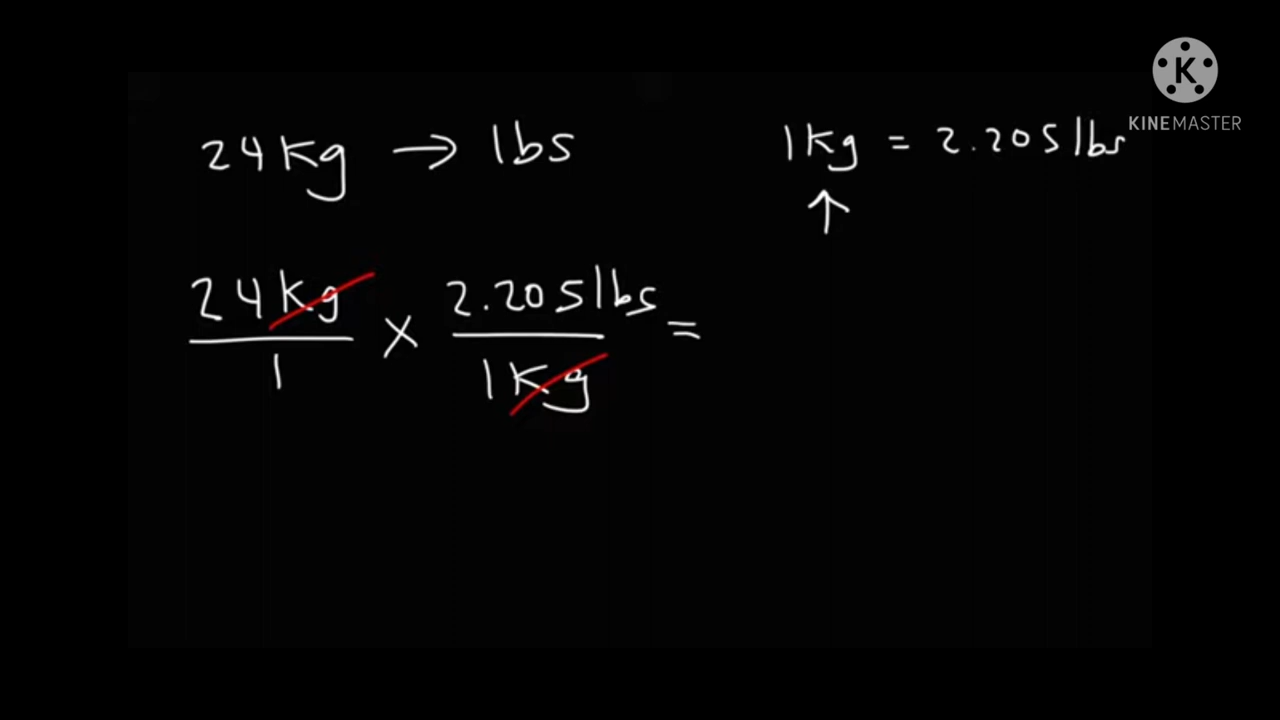 24kg → lbs
1kg = 2.205 lbs
↑
24kg × 2.205 lbs =
1 1kg
K
KINEMASTER